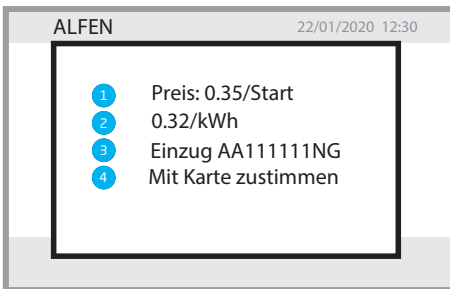 ALFEN 22/01/2020 12:30
1 Preis: 0.35/Start
2 0.32/kWh
3 Einzug AA111111NG
4 Mit Karte zustimmen